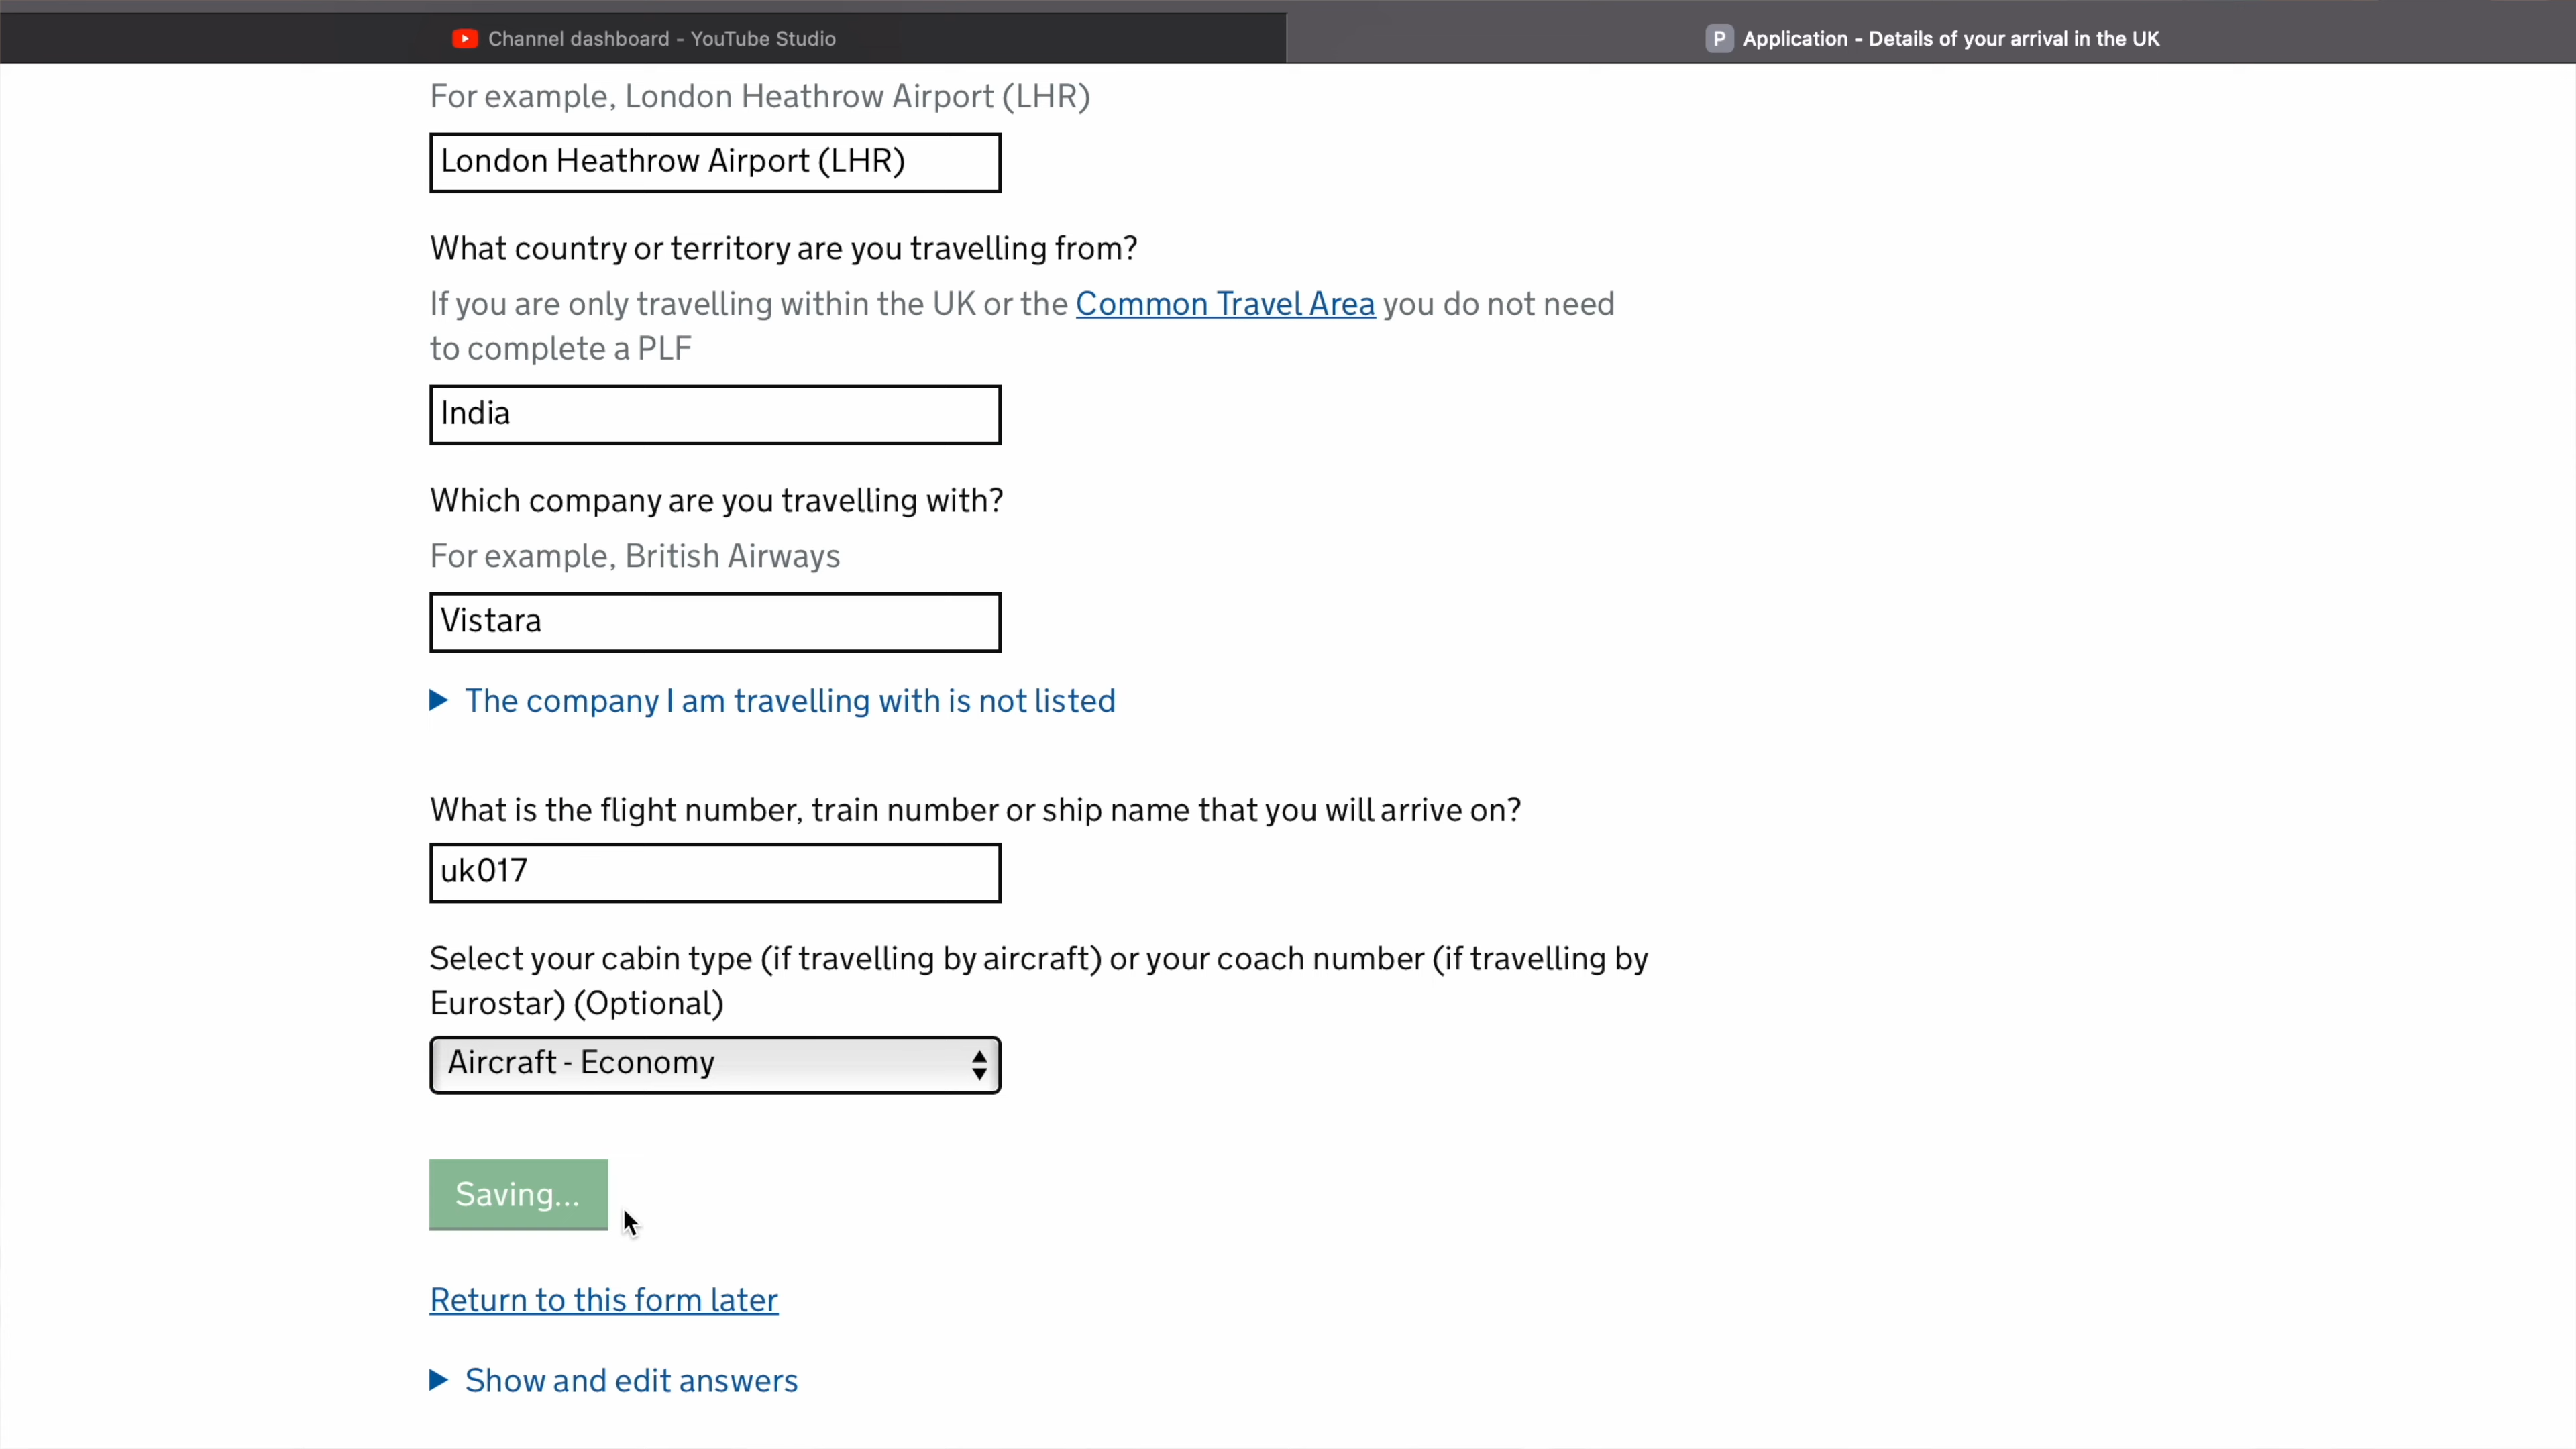 Channel dashboard - YouTube Studio
P Application - Details of your arrival in the UK
For example, London Heathrow Airport (LHR)
London Heathrow Airport (LHR)
What country or territory are you travelling from?
If you are only travelling within the UK or the Common Travel Area you do not need
to complete a PLF
India
Which company are you travelling with?
For example, British Airways
Vistara
The company I am travelling with is not listed
What is the flight number, train number or ship name that you will arrive on?
uk017
Select your cabin type (if travelling by aircraft) or your coach number (if travelling by
Eurostar) (Optional)
Aircraft - Economy
Saving...
Return to this form later
Show and edit answers